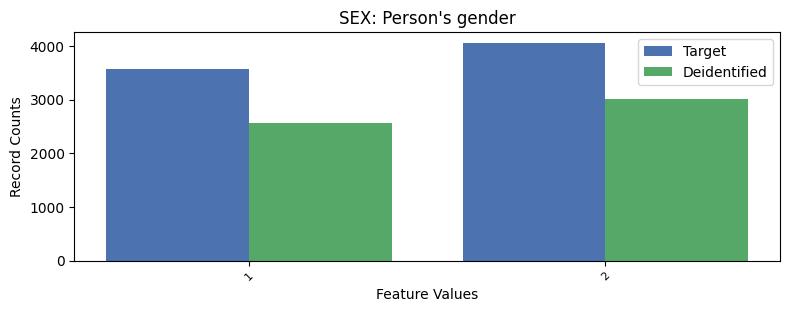 SEX: Person's gender
Target
Deidentified
Record Counts
4000
3000
2000
1000
0
1
2
Feature Values